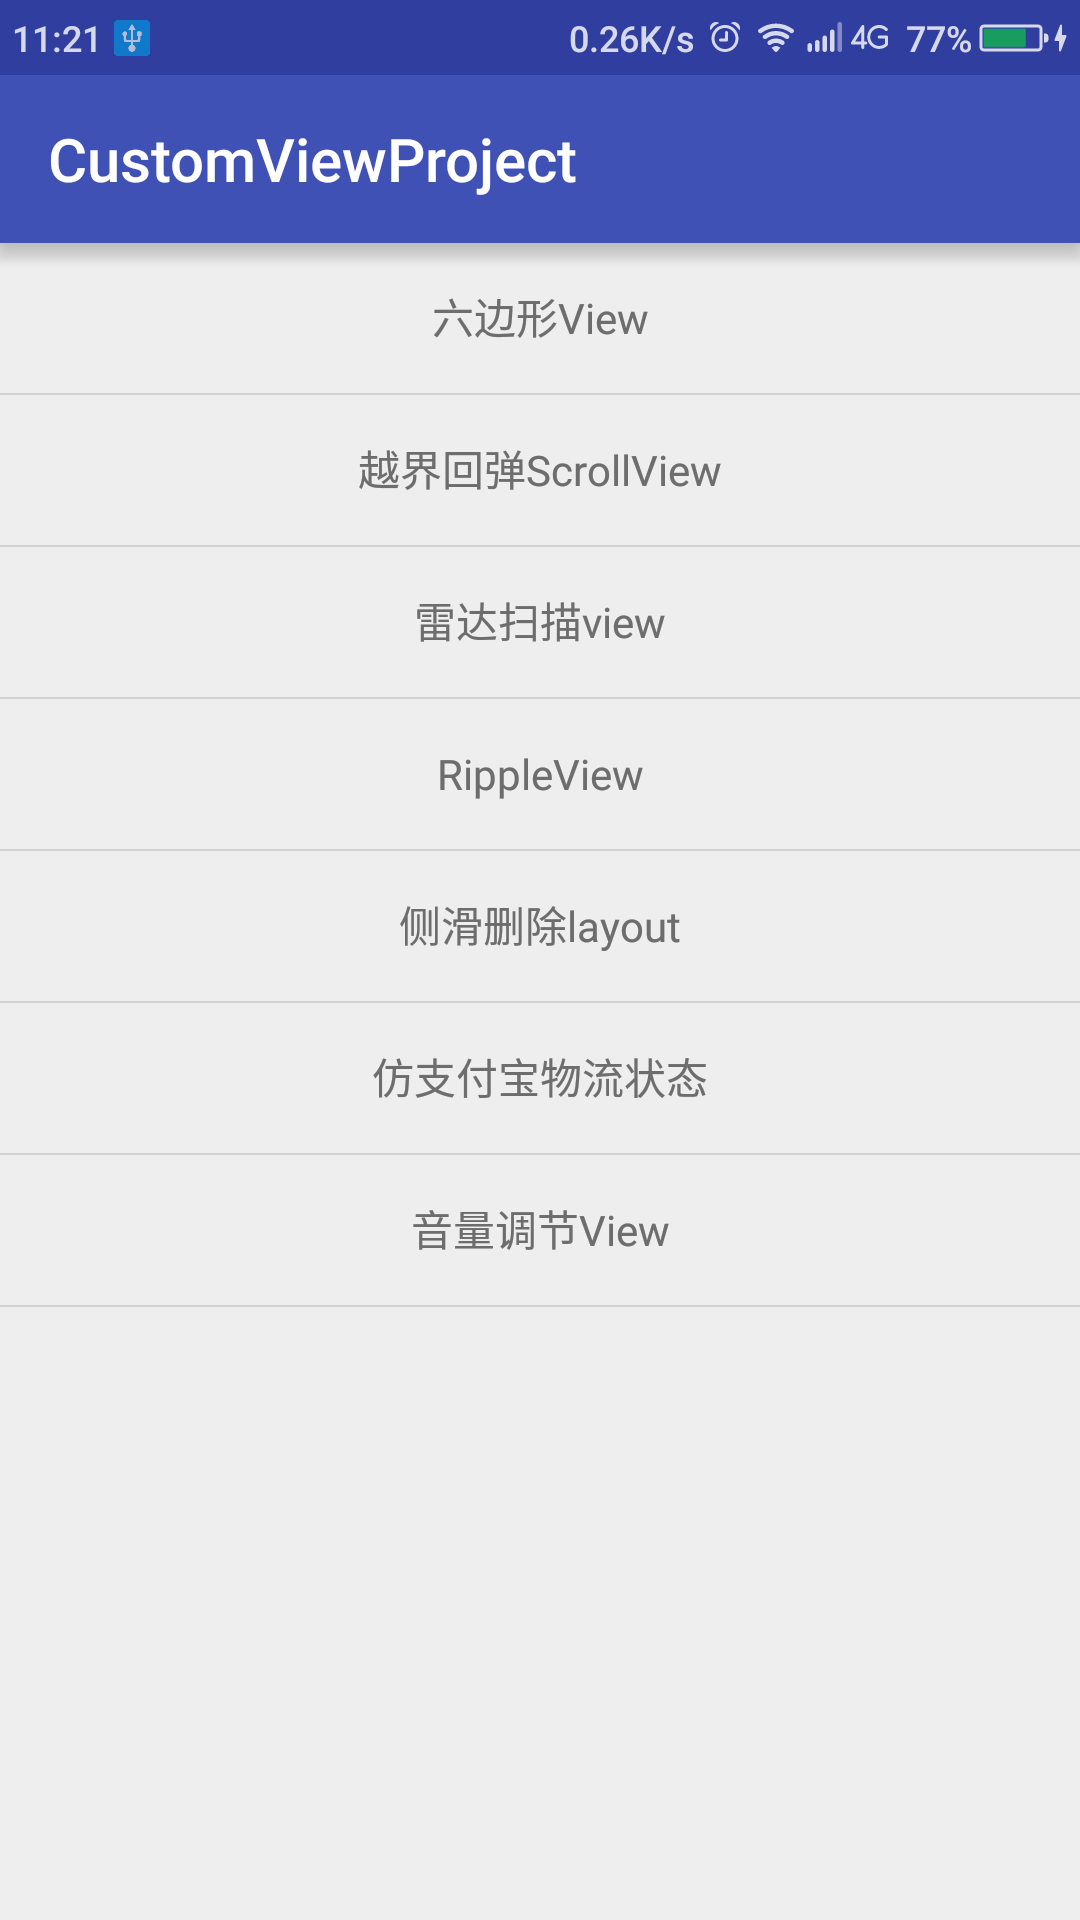 11:21 0.26K/s 4G 77%
CustomViewProject
六边形View
越界回弹ScrollView
雷达扫描view
RippleView
侧滑删除layout
仿支付宝物流状态
音量调节View